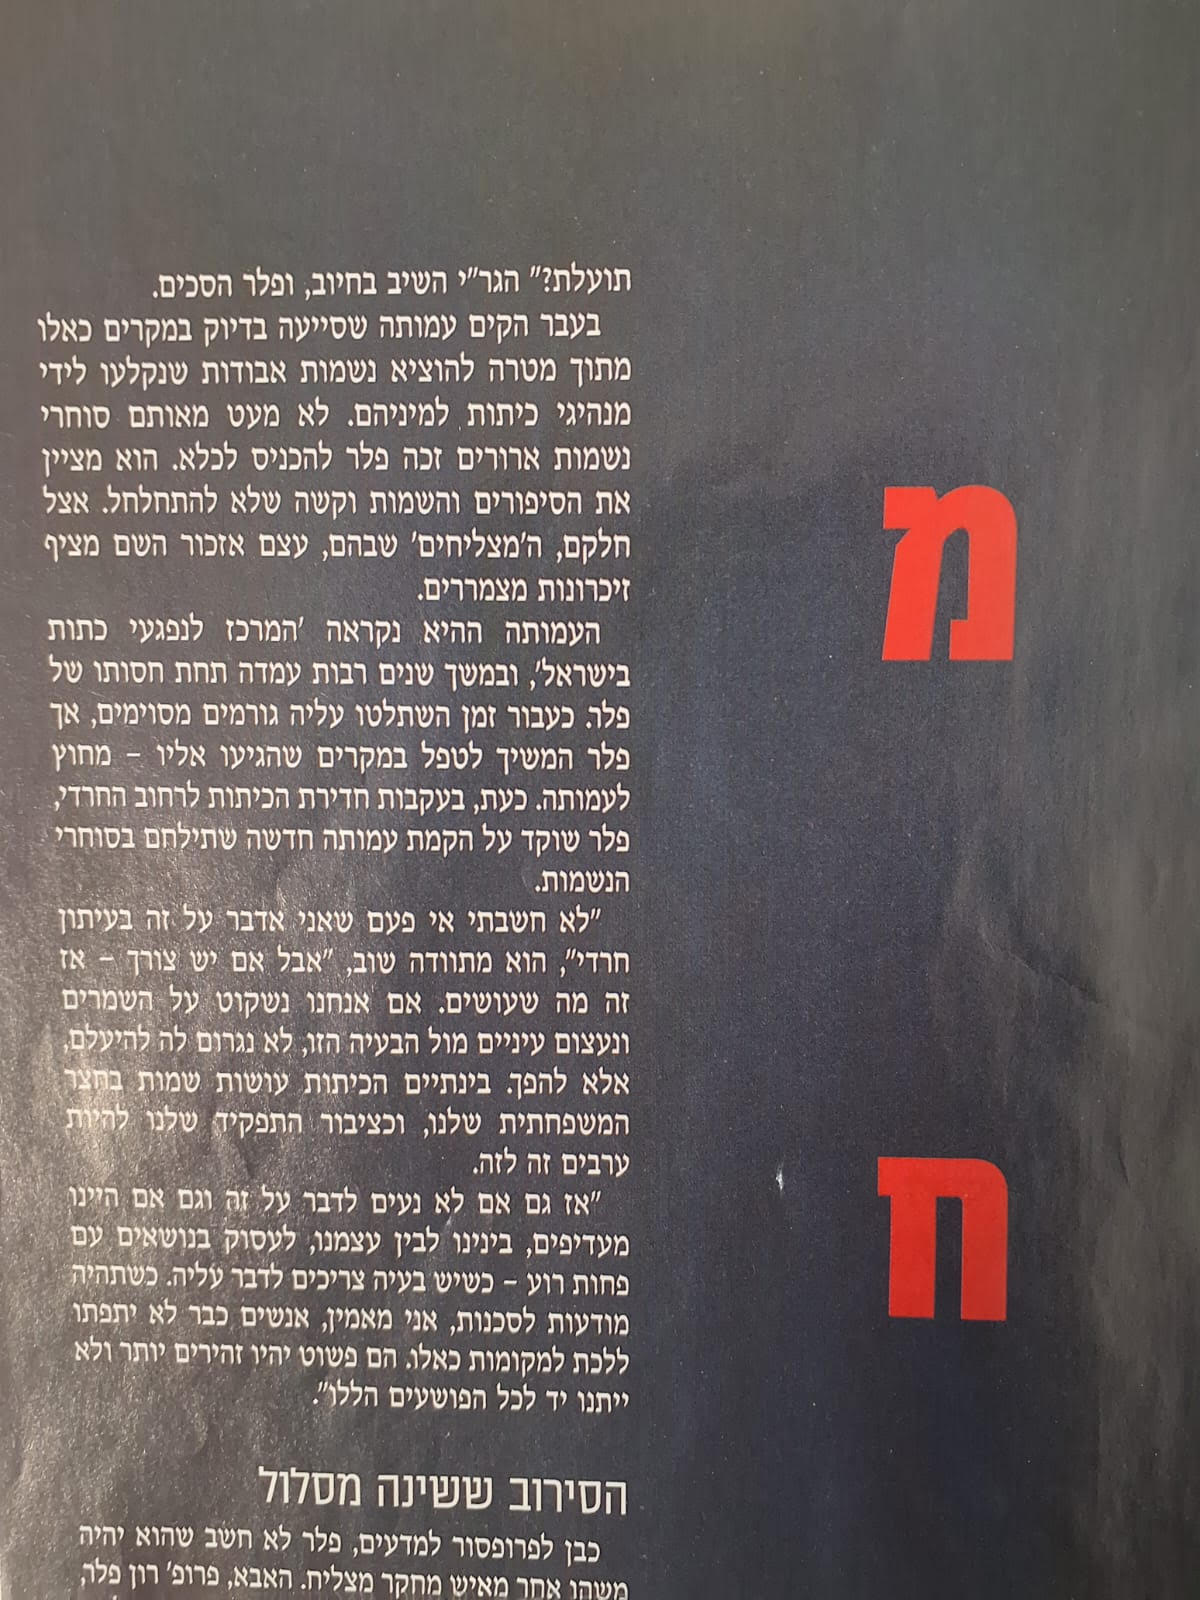 תועלת?" הגר"י השיב בחיוב, ופלר הסכים.
בעבר הקים עמותה שסייעה בדיוק במקרים כאלו
מתוך מטרה להוציא נשמות אבודות שנקלעו לידי
מנהיגי כיתות למיניהם. לא מעט מאותם סוחרי
נשמות ארורים זכה פלר להכניס לכלא. הוא מציין
את הסיפורים והשמות וקשה שלא להתחלחל. אצל
חלקם, ה'מצליחים' שבהם, עצם אזכור השם מציף
זיכרונות מצמררים.
העמותה ההיא נקראה 'המרכז לנפגעי כתות
בישראל', ובמשך שנים רבות עמדה תחת חסותו של
פלר. כעבור זמן השתלטו עליה גורמים מסוימים, אך
פלר המשיך לטפל במקרים שהגיעו אליו – מחוץ
לעמותה. כעת, בעקבות חדירת הכיתות לרחוב החרדי,
פלר שוקד על הקמת עמותה חדשה שתילחם בסוחרי
הנשמות.
"לא חשבתי אי פעם שאני אדבר על זה בעיתון
חרדי", הוא מתוודה שוב, "אבל אם יש צורך – אז
זה מה שעושים. אם אנחנו נשקוט על השמרים
ונעצום עיניים מול הבעיה הזו, לא נגרום לה להיעלם,
אלא להפך. בינתיים הכיתות עושות שמות בחצר
המשפחתית שלנו, וכציבור התפקיד שלנו להיות
ערבים זה לזה.
"אז גם אם לא נעים לדבר על זה וגם אם היינו
מעדיפים, בינינו לבין עצמנו, לעסוק בנושאים עם
פחות רוע – כשיש בעיה צריכים לדבר עליה. כשתהיה
מודעות לסכנות, אני מאמין, אנשים כבר לא יתפתו
ללכת למקומות כאלו. הם פשוט יהיו זהירים יותר ולא
ייתנו יד לכל הפושעים הללו".
הסירוב ששינה מסלול
כבן לפרופסור למדעים, פלר לא חשב שהוא יהיה
משהו אחר מאיש מחקר מצליח. האבא, פרופ' רון פלר,
מ
ח